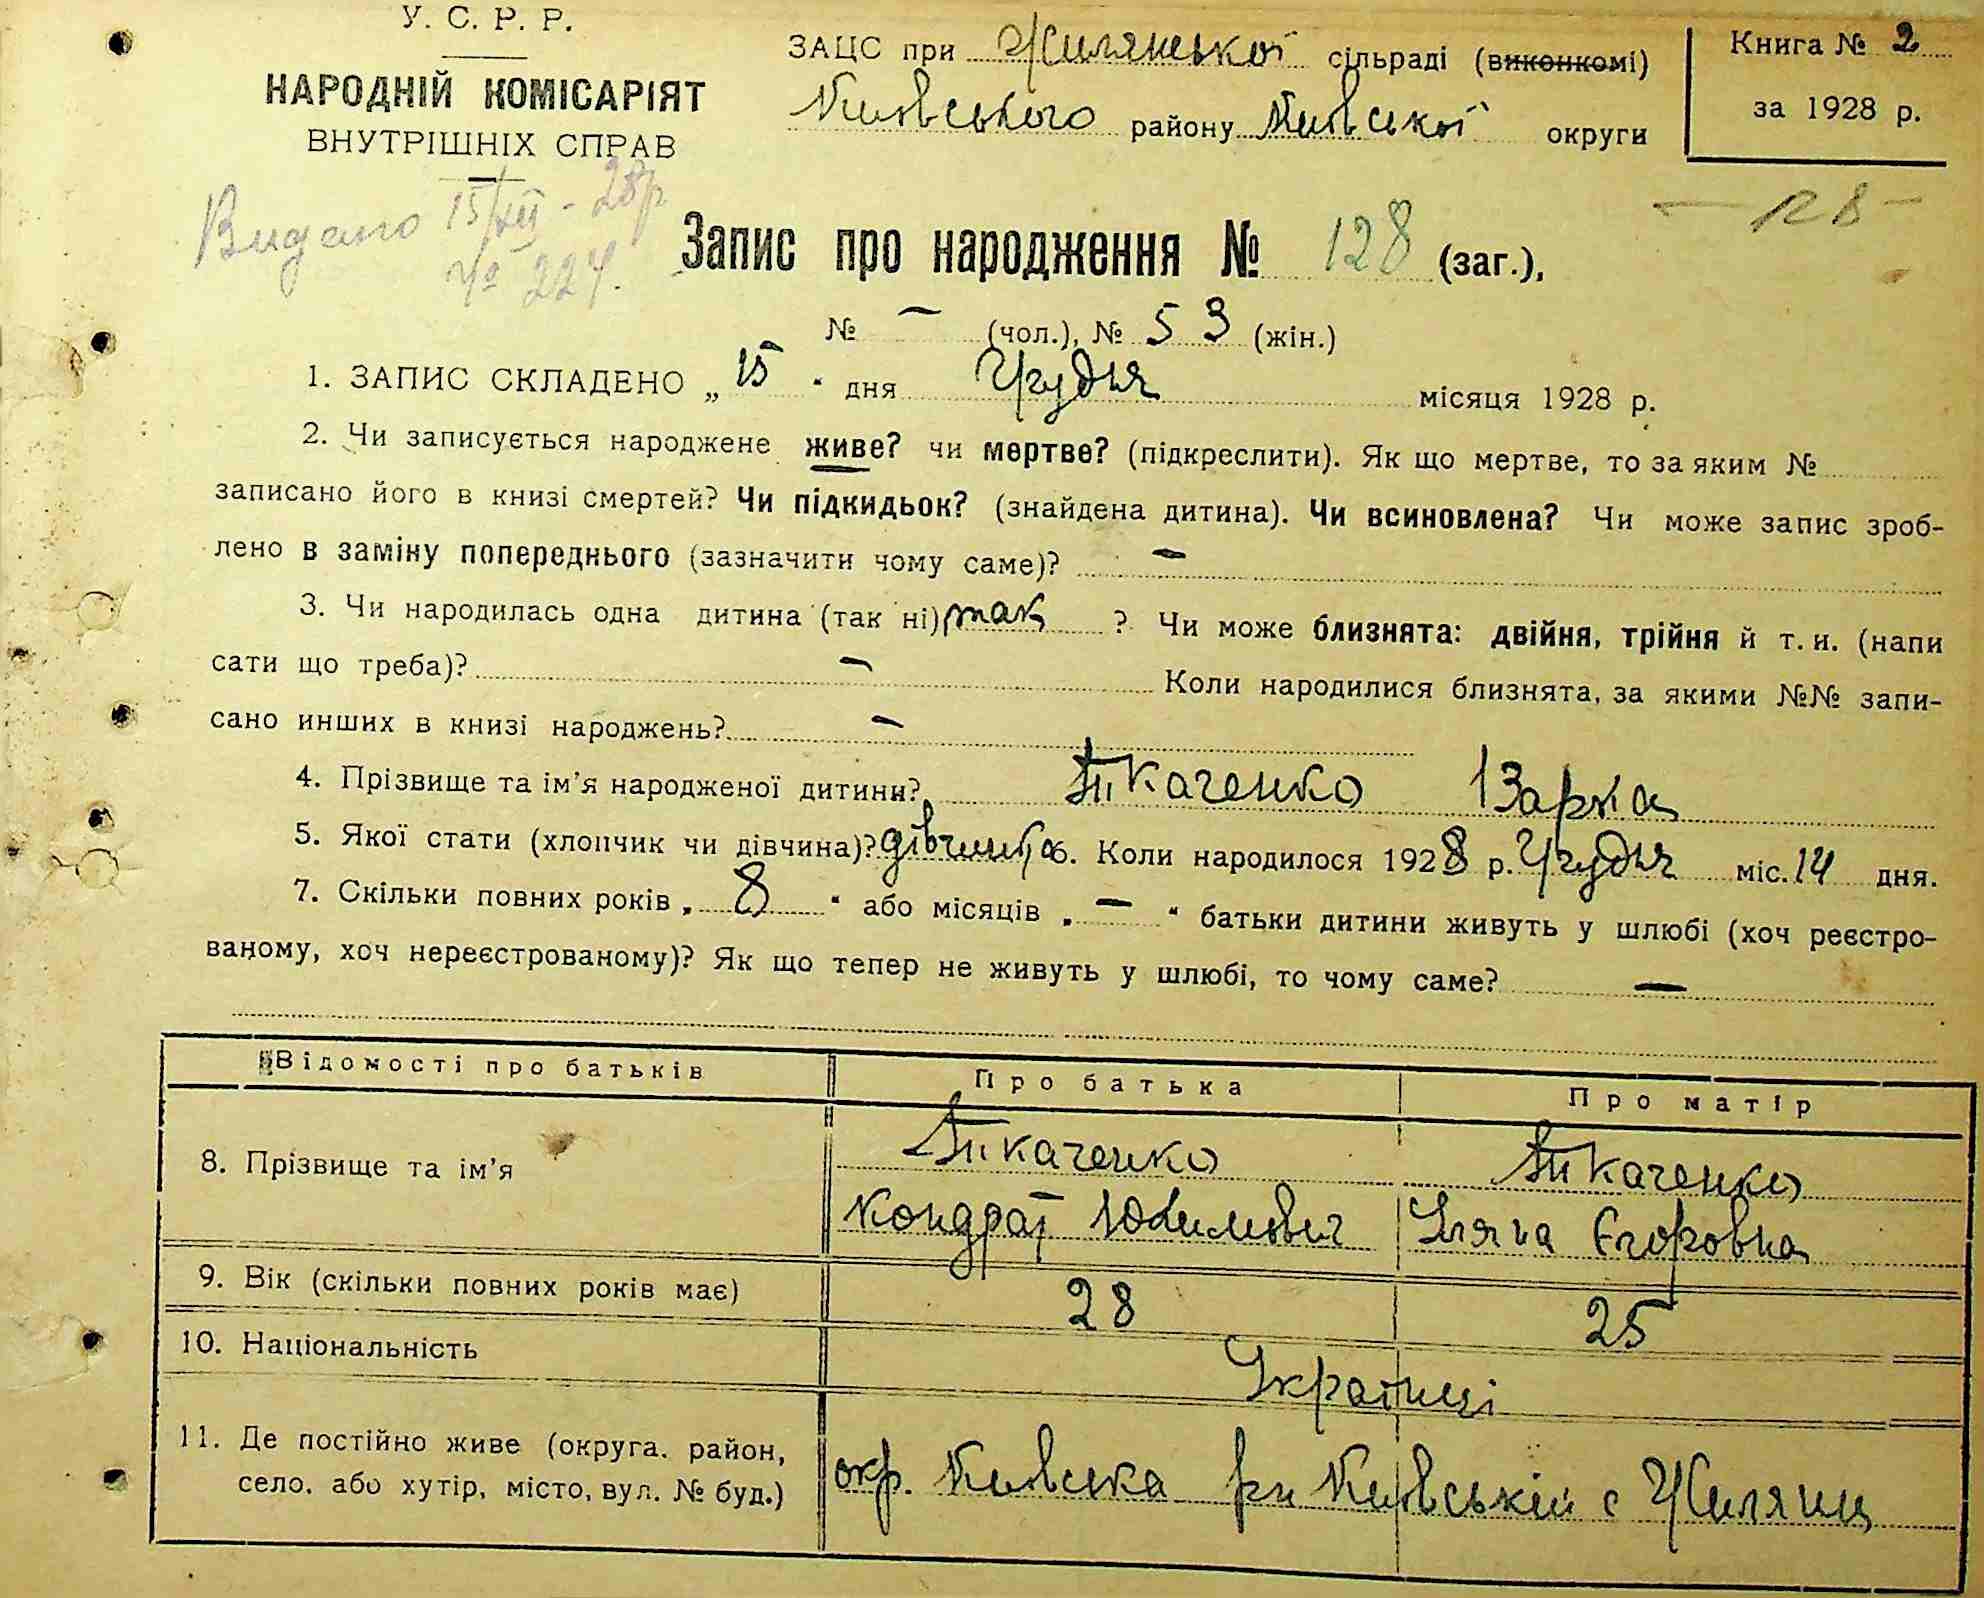 У. С. Р. Р.
НАРОДНІЙ КОМІСАРІЯТ
ВНУТРІШНІХ СПРАВ
ЗАЦС при Жилянської сільраді (виконкомі)
Київського району Київської округи
Книга № 2
за 1928 р.
Видано 15/XII - 28р
№ 224.
- 128 -
Запис про народження № 128 (заг.),
№ — (чол.), № 53 (жін.)
1. ЗАПИС СКЛАДЕНО „ 15 “ дня Грудня місяця 1928 р.
2. Чи записується народжене живе? чи мертве? (підкреслити). Як що мертве, то за яким №
записано його в книзі смертей? Чи підкидьок? (знайдена дитина). Чи всиновлена? Чи може запис зроб-
лено в заміну попереднього (зазначити чому саме)? —
3. Чи народилась одна дитина (так ні) так ? Чи може близнята: двійня, трійня й т. и. (напи
сати що треба)? — Коли народилися близнята, за якими №№ запи-
сано инших в книзі народжень? —
4. Прізвище та ім'я народженої дитини? Ткаченко Варка
5. Якої стати (хлопчик чи дівчина)? дівчинка 6. Коли народилося 1928 р. Грудня міс. 14 дня.
7. Скільки повних років „ 8 “ або місяців „ — “ батьки дитини живуть у шлюбі (хоч реєстро-
ваному, хоч нереєстрованому)? Як що тепер не живуть у шлюбі, то чому саме? —
Відомості про батьків Про батька Про матір
8. Прізвище та ім'я Ткаченко Ткаченко
Кондрат Юхимович Уляна Єгоровна
9. Вік (скільки повних років має) 28 25
10. Національність Українці
11. Де постійно живе (округа. район,
село. або хутір, місто, вул. № буд.) окр. Київська рн Київській с Жиляни